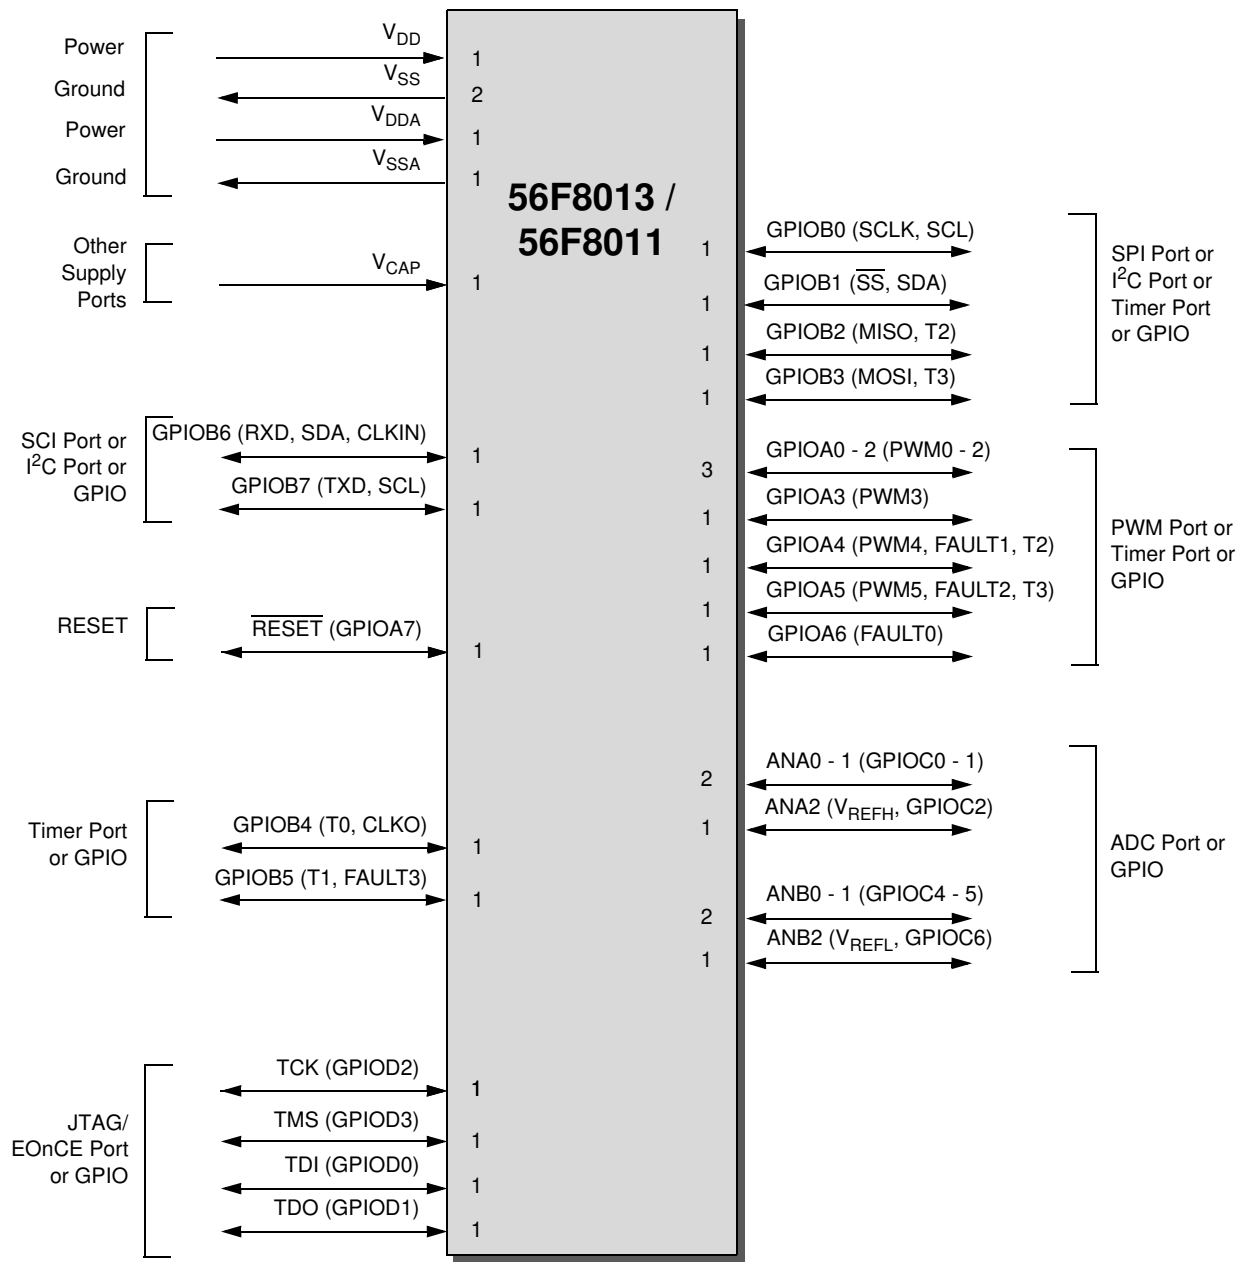 Power
V_DD
1
Ground
V_SS
2
Power
V_DDA
1
Ground
V_SSA
1
56F8013 /
56F8011
Other
Supply
Ports
V_CAP
1
SCI Port or
I²C Port or
GPIO
GPIOB6 (RXD, SDA, CLKIN)
1
GPIOB7 (TXD, SCL)
1
RESET
R̅E̅S̅E̅T̅ (GPIOA7)
1
Timer Port
or GPIO
GPIOB4 (T0, CLKO)
1
GPIOB5 (T1, FAULT3)
1
JTAG/
EOnCE Port
or GPIO
TCK (GPIOD2)
1
TMS (GPIOD3)
1
TDI (GPIOD0)
1
TDO (GPIOD1)
1
1
GPIOB0 (SCLK, SCL)
1
GPIOB1 (S̅S̅, SDA)
1
GPIOB2 (MISO, T2)
1
GPIOB3 (MOSI, T3)
SPI Port or
I²C Port or
Timer Port
or GPIO
3
GPIOA0 - 2 (PWM0 - 2)
1
GPIOA3 (PWM3)
1
GPIOA4 (PWM4, FAULT1, T2)
1
GPIOA5 (PWM5, FAULT2, T3)
1
GPIOA6 (FAULT0)
PWM Port or
Timer Port or
GPIO
2
ANA0 - 1 (GPIOC0 - 1)
1
ANA2 (V_REFH, GPIOC2)
2
ANB0 - 1 (GPIOC4 - 5)
1
ANB2 (V_REFL, GPIOC6)
ADC Port or
GPIO